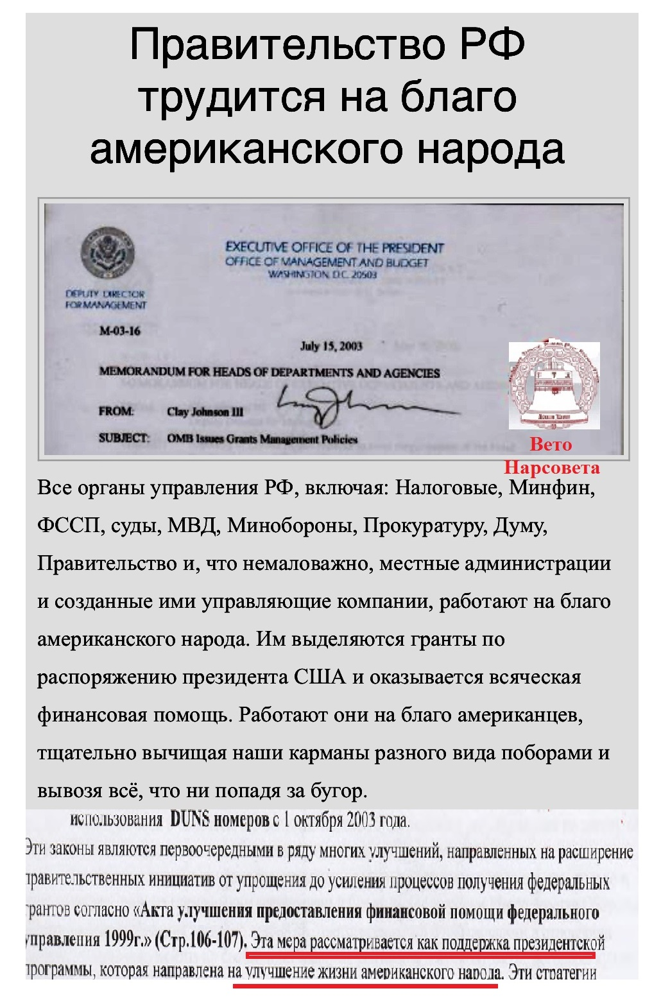 Правительство РФ
трудится на благо
американского народа
EXECUTIVE OFFICE OF THE PRESIDENT
OFFICE OF MANAGEMENT AND BUDGET
WASHINGTON, D.C. 20503
DEPUTY DIRECTOR
FOR MANAGEMENT
M-03-16
July 15, 2003
MEMORANDUM FOR HEADS OF DEPARTMENTS AND AGENCIES
FROM: Clay Johnson III
SUBJECT: OMB Issues Grants Management Policies
Вето
Нарсовета
Все органы управления РФ, включая: Налоговые, Минфин,
ФССП, суды, МВД, Минобороны, Прокуратуру, Думу,
Правительство и, что немаловажно, местные администрации
и созданные ими управляющие компании, работают на благо
американского народа. Им выделяются гранты по
распоряжению президента США и оказывается всяческая
финансовая помощь. Работают они на благо американцев,
тщательно вычищая наши карманы разного вида поборами и
вывозя всё, что ни попадя за бугор.
использования DUNS номеров с 1 октября 2003 года.
Эти законы являются первоочередными в ряду многих улучшений, направленных на расширение
правительственных инициатив от упрощения до усиления процессов получения федеральных
грантов согласно «Акта улучшения предоставления финансовой помощи федерального
управления 1999г.» (Стр.106-107). Эта мера рассматривается как поддержка президентской
программы, которая направлена на улучшение жизни американского народа. Эти стратегии